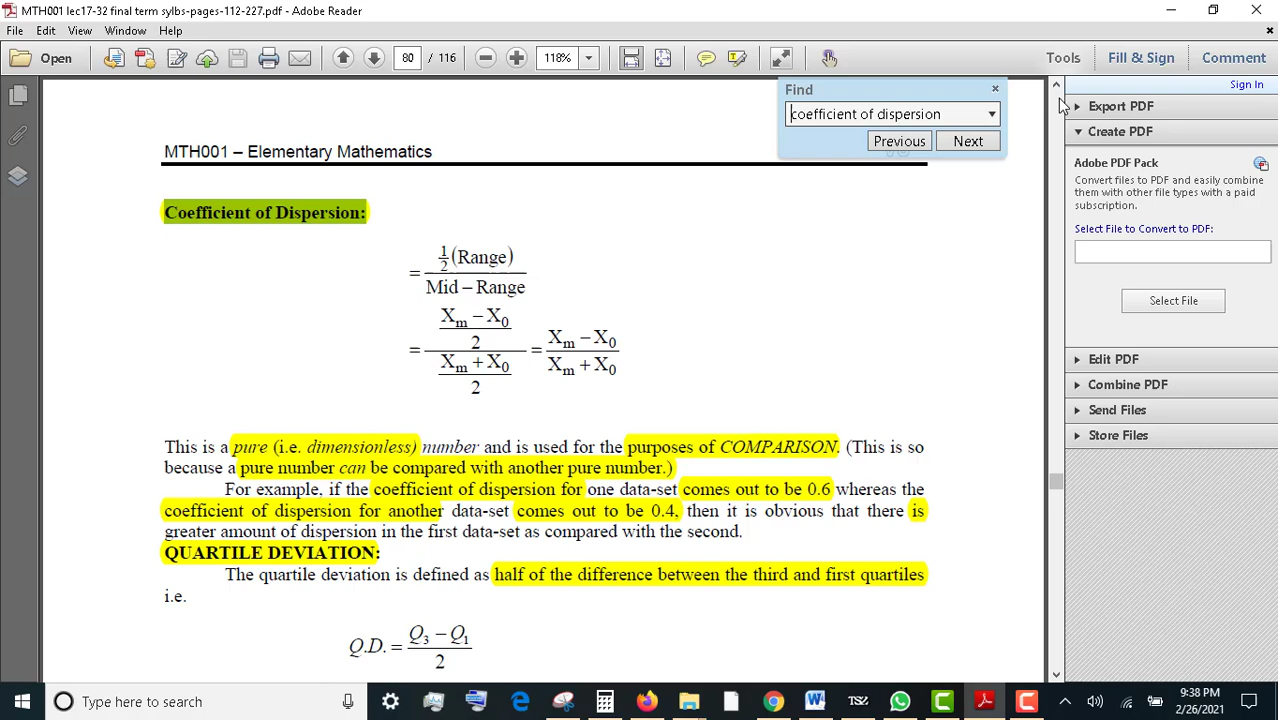 MTH001 lec17-32 final term sylbs-pages-112-227.pdf - Adobe Reader
File Edit View Window Help
Open 80 / 116 118% Tools Fill & Sign Comment
Find
coefficient of dispersion
Previous Next
Sign In
Export PDF
Create PDF
Adobe PDF Pack
Convert files to PDF and easily combine
them with other file types with a paid
subscription.
Select File to Convert to PDF:
Select File
Edit PDF
Combine PDF
Send Files
Store Files
MTH001 – Elementary Mathematics
Coefficient of Dispersion:
= ½(Range) / Mid – Range
= ((Xm − X0) / 2) / ((Xm + X0) / 2) = (Xm − X0) / (Xm + X0)
This is a pure (i.e. dimensionless) number and is used for the purposes of COMPARISON. (This is so
because a pure number can be compared with another pure number.)
For example, if the coefficient of dispersion for one data-set comes out to be 0.6 whereas the
coefficient of dispersion for another data-set comes out to be 0.4, then it is obvious that there is
greater amount of dispersion in the first data-set as compared with the second.
QUARTILE DEVIATION:
The quartile deviation is defined as half of the difference between the third and first quartiles
i.e.
Q.D. = (Q3 − Q1) / 2
Type here to search
9:38 PM
2/26/2021